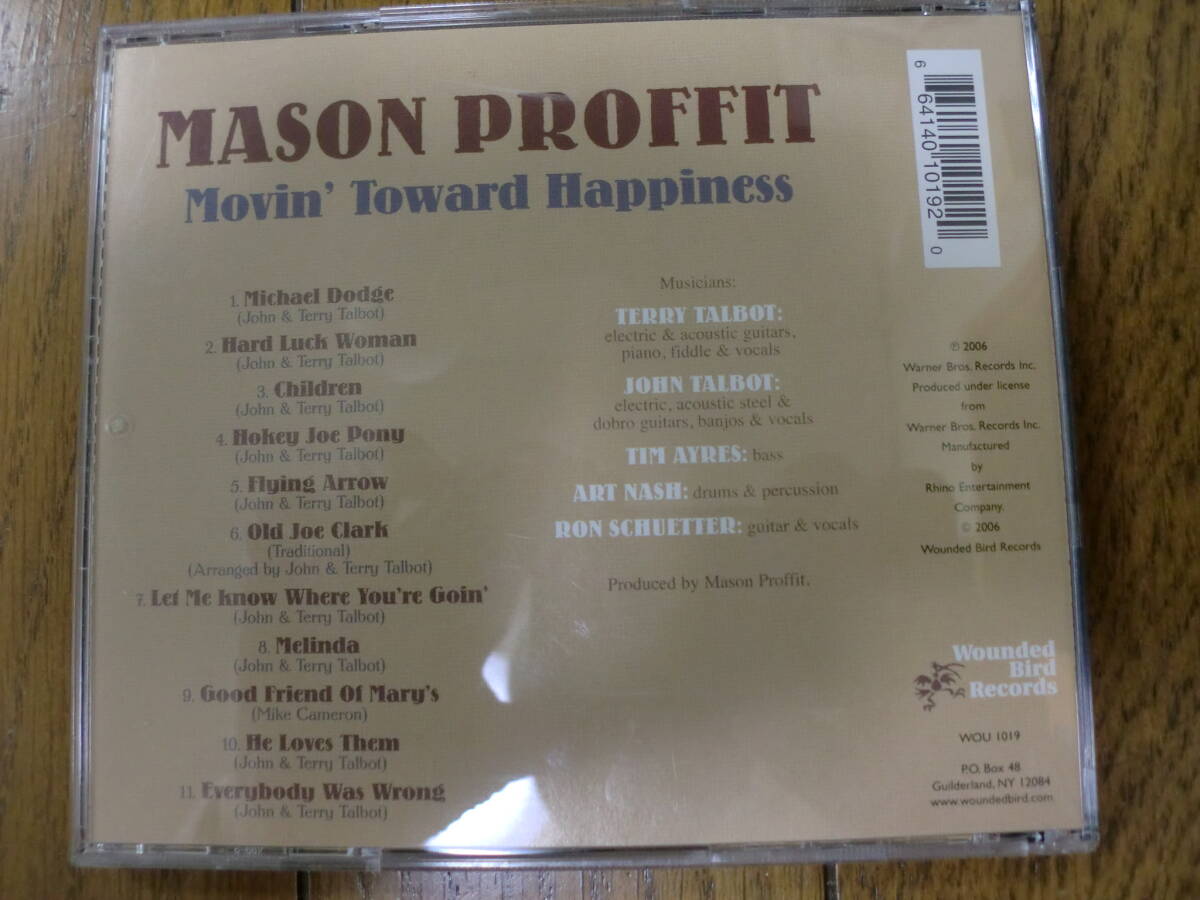 MASON PROFFIT
Movin' Toward Happiness
1. Michael Dodge
(John & Terry Talbot)
2. Hard Luck Woman
(John & Terry Talbot)
3. Children
(John & Terry Talbot)
4. Hokey Joe Pony
(John & Terry Talbot)
5. Flying Arrow
(John & Terry Talbot)
6. Old Joe Clark
(Traditional)
(Arranged by John & Terry Talbot)
7. Let Me Know Where You're Goin'
(John & Terry Talbot)
8. Melinda
(John & Terry Talbot)
9. Good Friend Of Mary's
(Mike Cameron)
10. He Loves Them
(John & Terry Talbot)
11. Everybody Was Wrong
(John & Terry Talbot)
Musicians:
TERRY TALBOT:
electric & acoustic guitars,
piano, fiddle & vocals
JOHN TALBOT:
electric, acoustic steel &
dobro guitars, banjos & vocals
TIM AYRES: bass
ART NASH: drums & percussion
RON SCHUETTER: guitar & vocals
Produced by Mason Proffit.
6 64140 10192 0
℗ 2006
Warner Bros. Records Inc.
Produced under license
from
Warner Bros. Records Inc.
Manufactured
by
Rhino Entertainment
Company.
© 2006
Wounded Bird Records
Wounded
Bird
Records
WOU 1019
P.O. Box 48
Guilderland, NY 12084
www.woundedbird.com